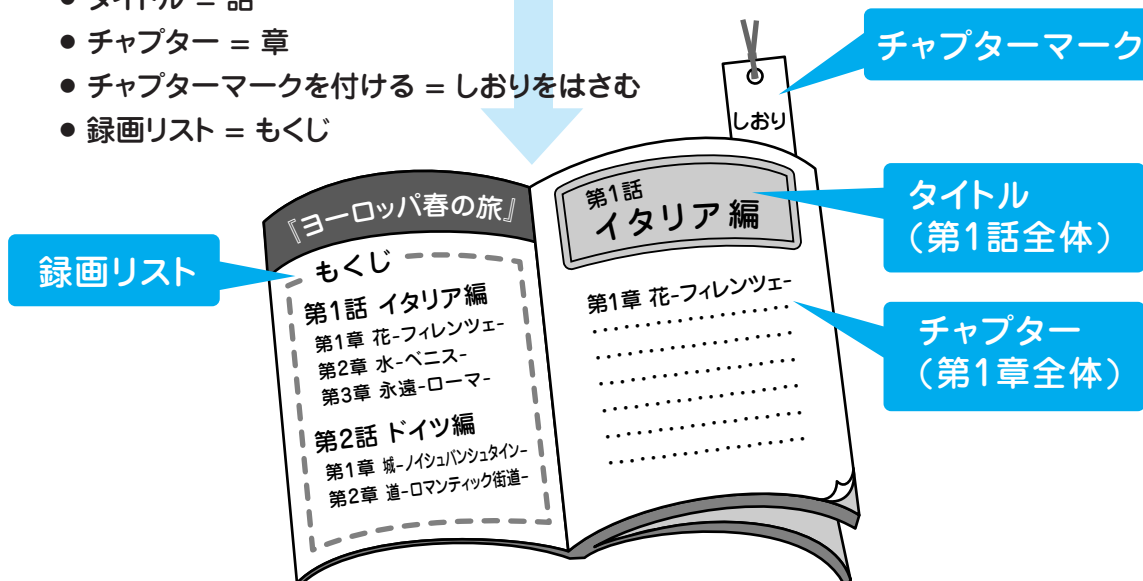 ● タイトル = 話
● チャプター = 章
● チャプターマークを付ける = しおりをはさむ
● 録画リスト = もくじ
チャプターマーク
しおり
『ヨーロッパ春の旅』
もくじ
第1話 イタリア編
第1章 花-フィレンツェ-
第2章 水-ベニス-
第3章 永遠-ローマ-
第2話 ドイツ編
第1章 城-ノイシュバンシュタイン-
第2章 道-ロマンティック街道-
録画リスト
第1話
イタリア編
第1章 花-フィレンツェ-
タイトル
（第1話全体）
チャプター
（第1章全体）